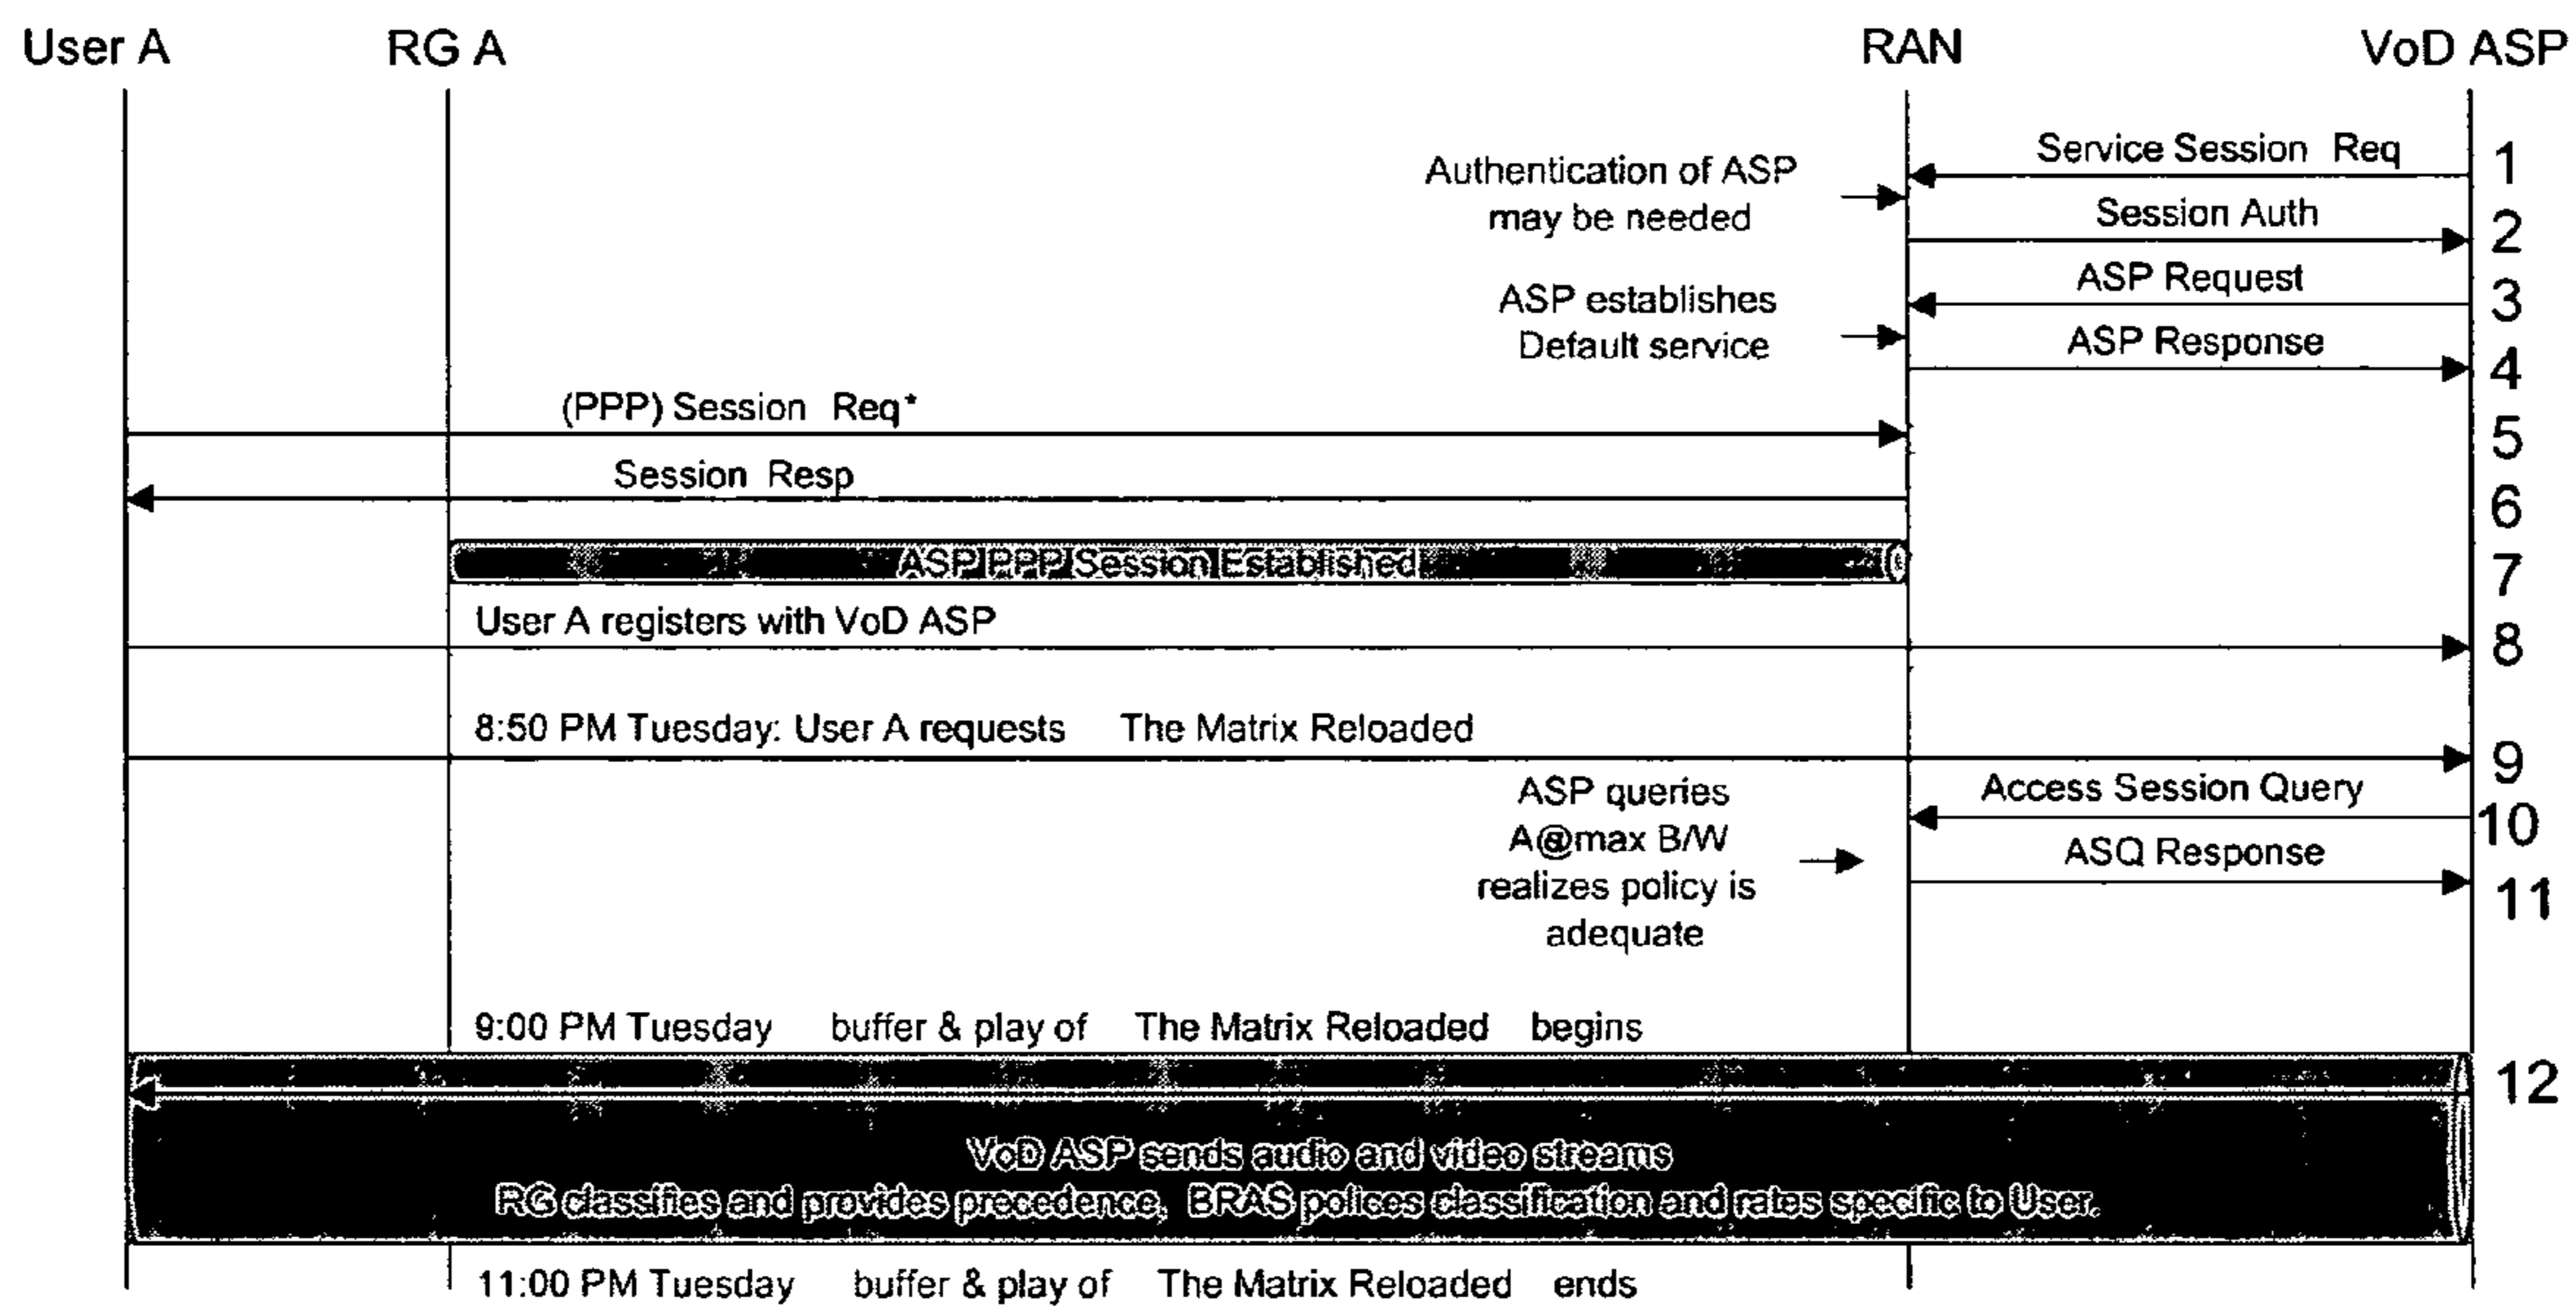 User A RG A RAN VoD ASP
Service Session Req 1
Authentication of ASP
may be needed
Session Auth 2
ASP Request 3
ASP establishes
Default service
ASP Response 4
(PPP) Session Req* 5
Session Resp 6
ASP PPP Session Established 7
User A registers with VoD ASP 8
8:50 PM Tuesday: User A requests The Matrix Reloaded 9
ASP queries
A@max B/W
realizes policy is
adequate
Access Session Query 10
ASQ Response 11
9:00 PM Tuesday buffer & play of The Matrix Reloaded begins
12
VoD ASP sends audio and video streams
RG classifies and provides precedence, BRAS polices classification and rates specific to User.
11:00 PM Tuesday buffer & play of The Matrix Reloaded ends